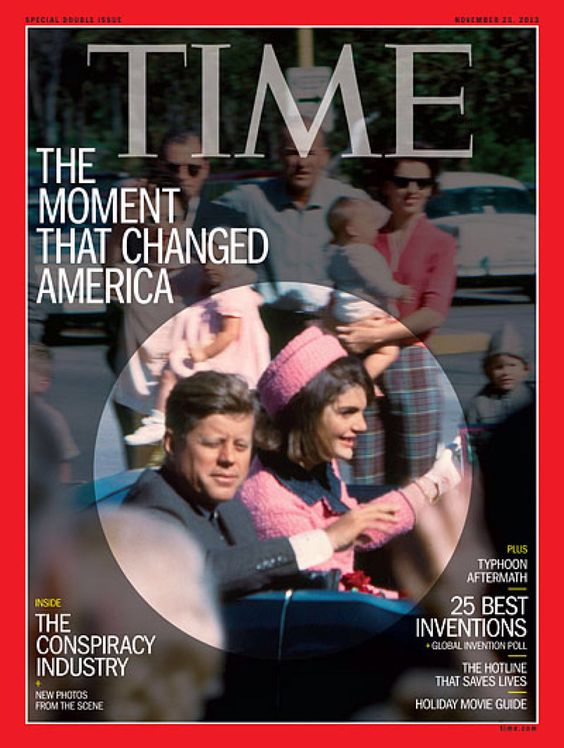 SPECIAL DOUBLE ISSUE
NOVEMBER 25, 2013
TIME
THE
MOMENT
THAT CHANGED
AMERICA
INSIDE
THE
CONSPIRACY
INDUSTRY
+
NEW PHOTOS
FROM THE SCENE
PLUS
TYPHOON
AFTERMATH
25 BEST
INVENTIONS
+ GLOBAL INVENTION POLL
THE HOTLINE
THAT SAVES LIVES
HOLIDAY MOVIE GUIDE
time.com